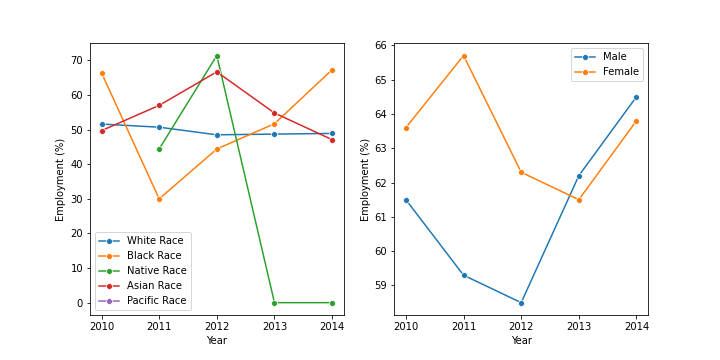 70
60
50
40
30
20
10
0
Employment (%)
White Race
Black Race
Native Race
Asian Race
Pacific Race
2010 2011 2012 2013 2014
Year
66
65
64
63
62
61
60
59
Employment (%)
Male
Female
2010 2011 2012 2013 2014
Year